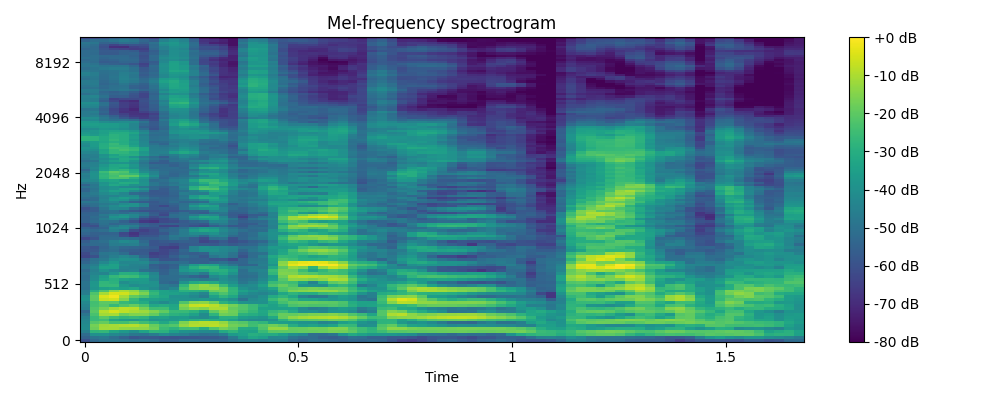 Mel-frequency spectrogram
Hz
8192
4096
2048
1024
512
0
0
0.5
1
1.5
Time
+0 dB
-10 dB
-20 dB
-30 dB
-40 dB
-50 dB
-60 dB
-70 dB
-80 dB